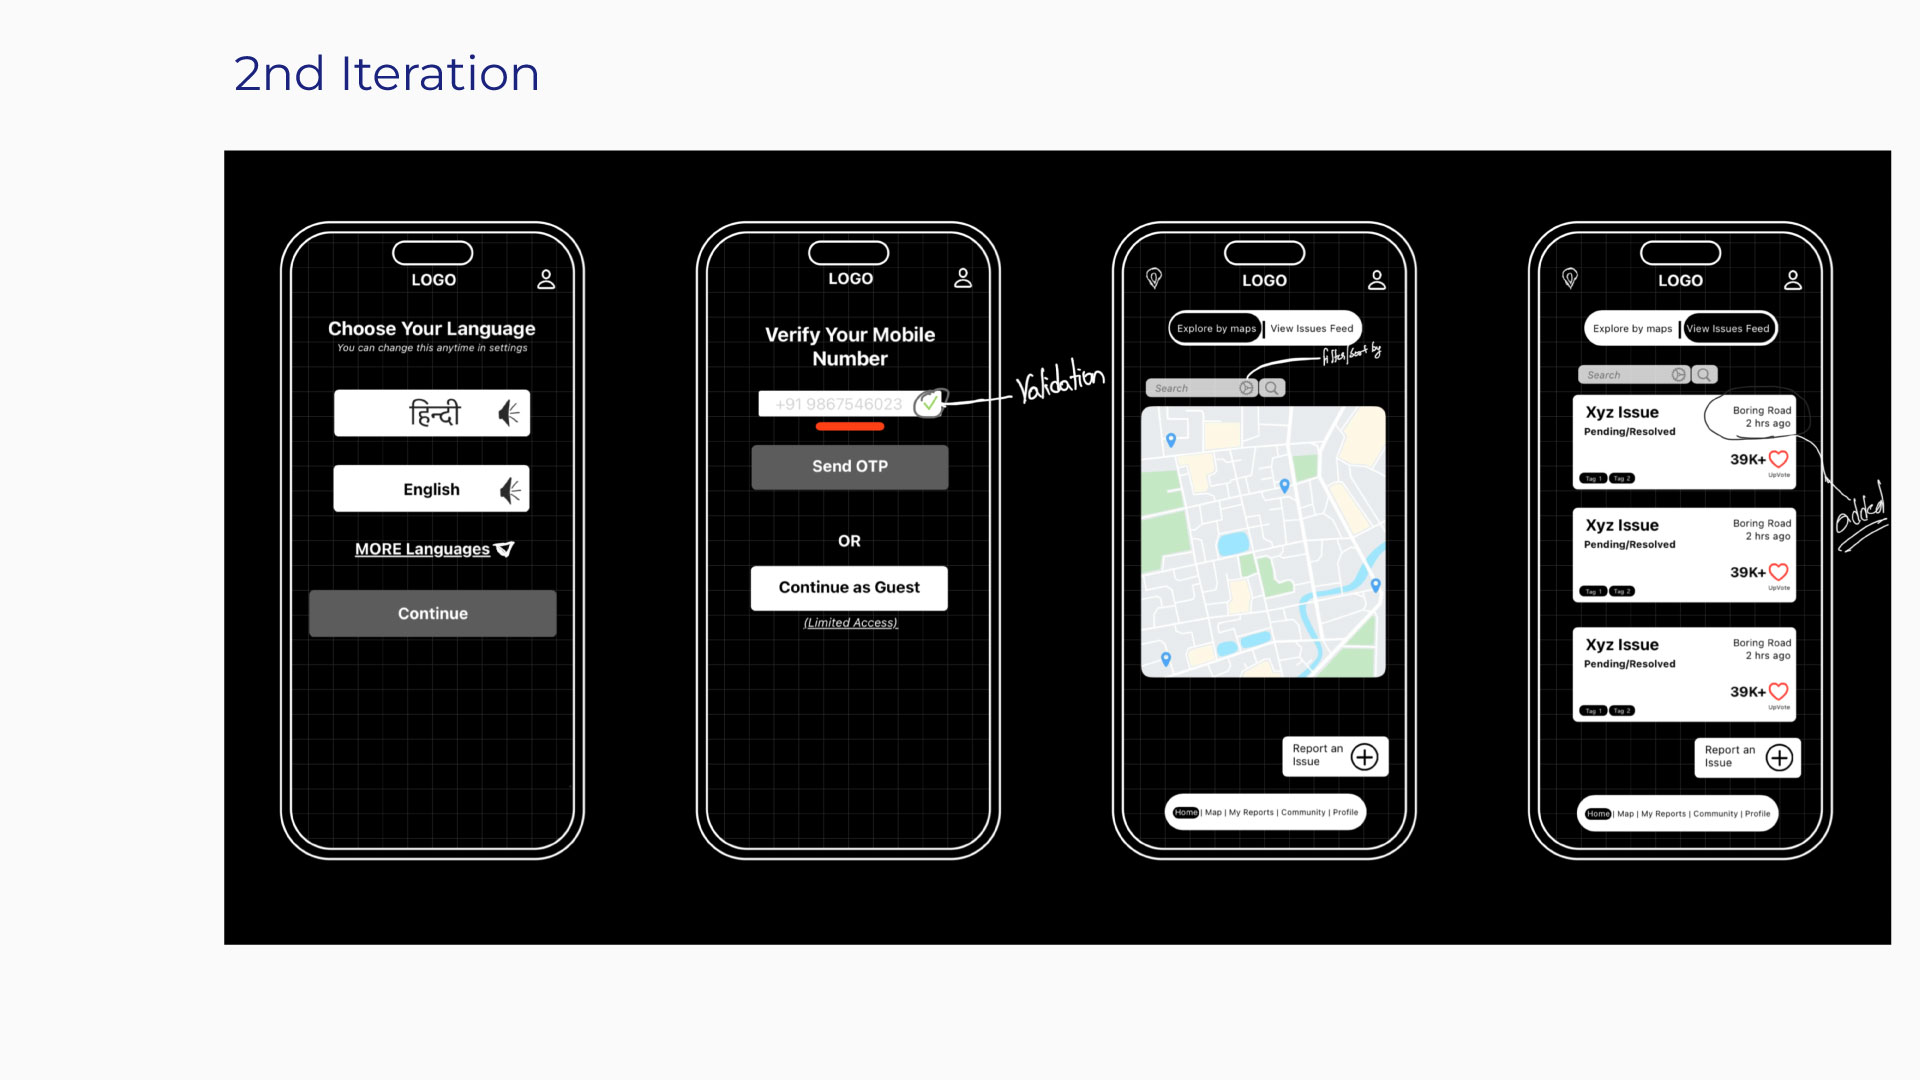 2nd Iteration
LOGO
Choose Your Language
You can change this anytime in settings
हिन्दी
English
MORE Languages
Continue
LOGO
Verify Your Mobile
Number
+91 9867546023
Validation
Send OTP
OR
Continue as Guest
(Limited Access)
LOGO
Explore by maps | View Issues Feed
filter/sort by
Search
Report an
Issue
Home | Map | My Reports | Community | Profile
LOGO
Explore by maps | View Issues Feed
Search
Xyz Issue
Pending/Resolved
Boring Road
2 hrs ago
39K+
UpVote
Tag 1 Tag 2
added
Xyz Issue
Pending/Resolved
Boring Road
2 hrs ago
39K+
UpVote
Tag 1 Tag 2
Xyz Issue
Pending/Resolved
Boring Road
2 hrs ago
39K+
UpVote
Tag 1 Tag 2
Report an
Issue
Home | Map | My Reports | Community | Profile